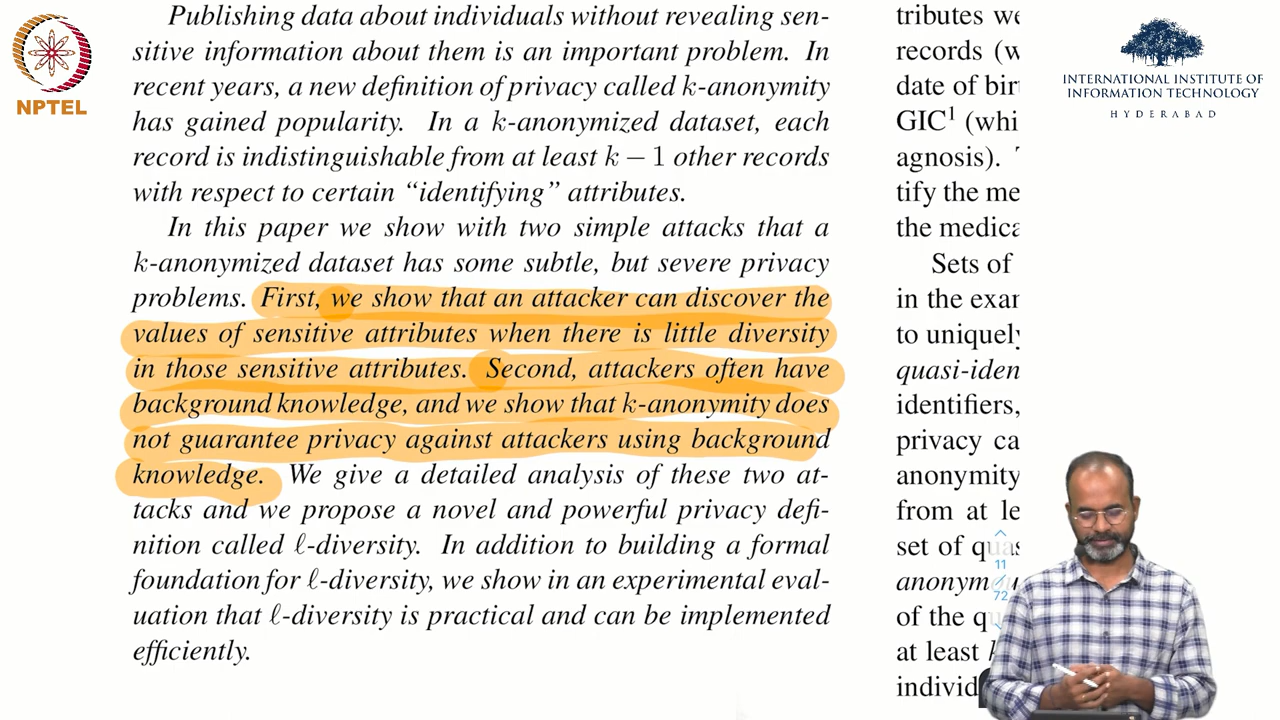 NPTEL
INTERNATIONAL INSTITUTE OF
INFORMATION TECHNOLOGY
HYDERABAD
Publishing data about individuals without revealing sen-
sitive information about them is an important problem. In
recent years, a new definition of privacy called k-anonymity
has gained popularity. In a k-anonymized dataset, each
record is indistinguishable from at least k − 1 other records
with respect to certain “identifying” attributes.
In this paper we show with two simple attacks that a
k-anonymized dataset has some subtle, but severe privacy
problems. First, we show that an attacker can discover the
values of sensitive attributes when there is little diversity
in those sensitive attributes. Second, attackers often have
background knowledge, and we show that k-anonymity does
not guarantee privacy against attackers using background
knowledge. We give a detailed analysis of these two at-
tacks and we propose a novel and powerful privacy defi-
nition called ℓ-diversity. In addition to building a formal
foundation for ℓ-diversity, we show in an experimental eval-
uation that ℓ-diversity is practical and can be implemented
efficiently.
tributes
records (w
date of
GIC1 (whi
agnosis).
tify the me
the medica
Sets of
in the exan
to uniquely
quasi-iden
identifiers,
privacy ca
anonymity
from at le
set of
of the
at least
individ
11
72